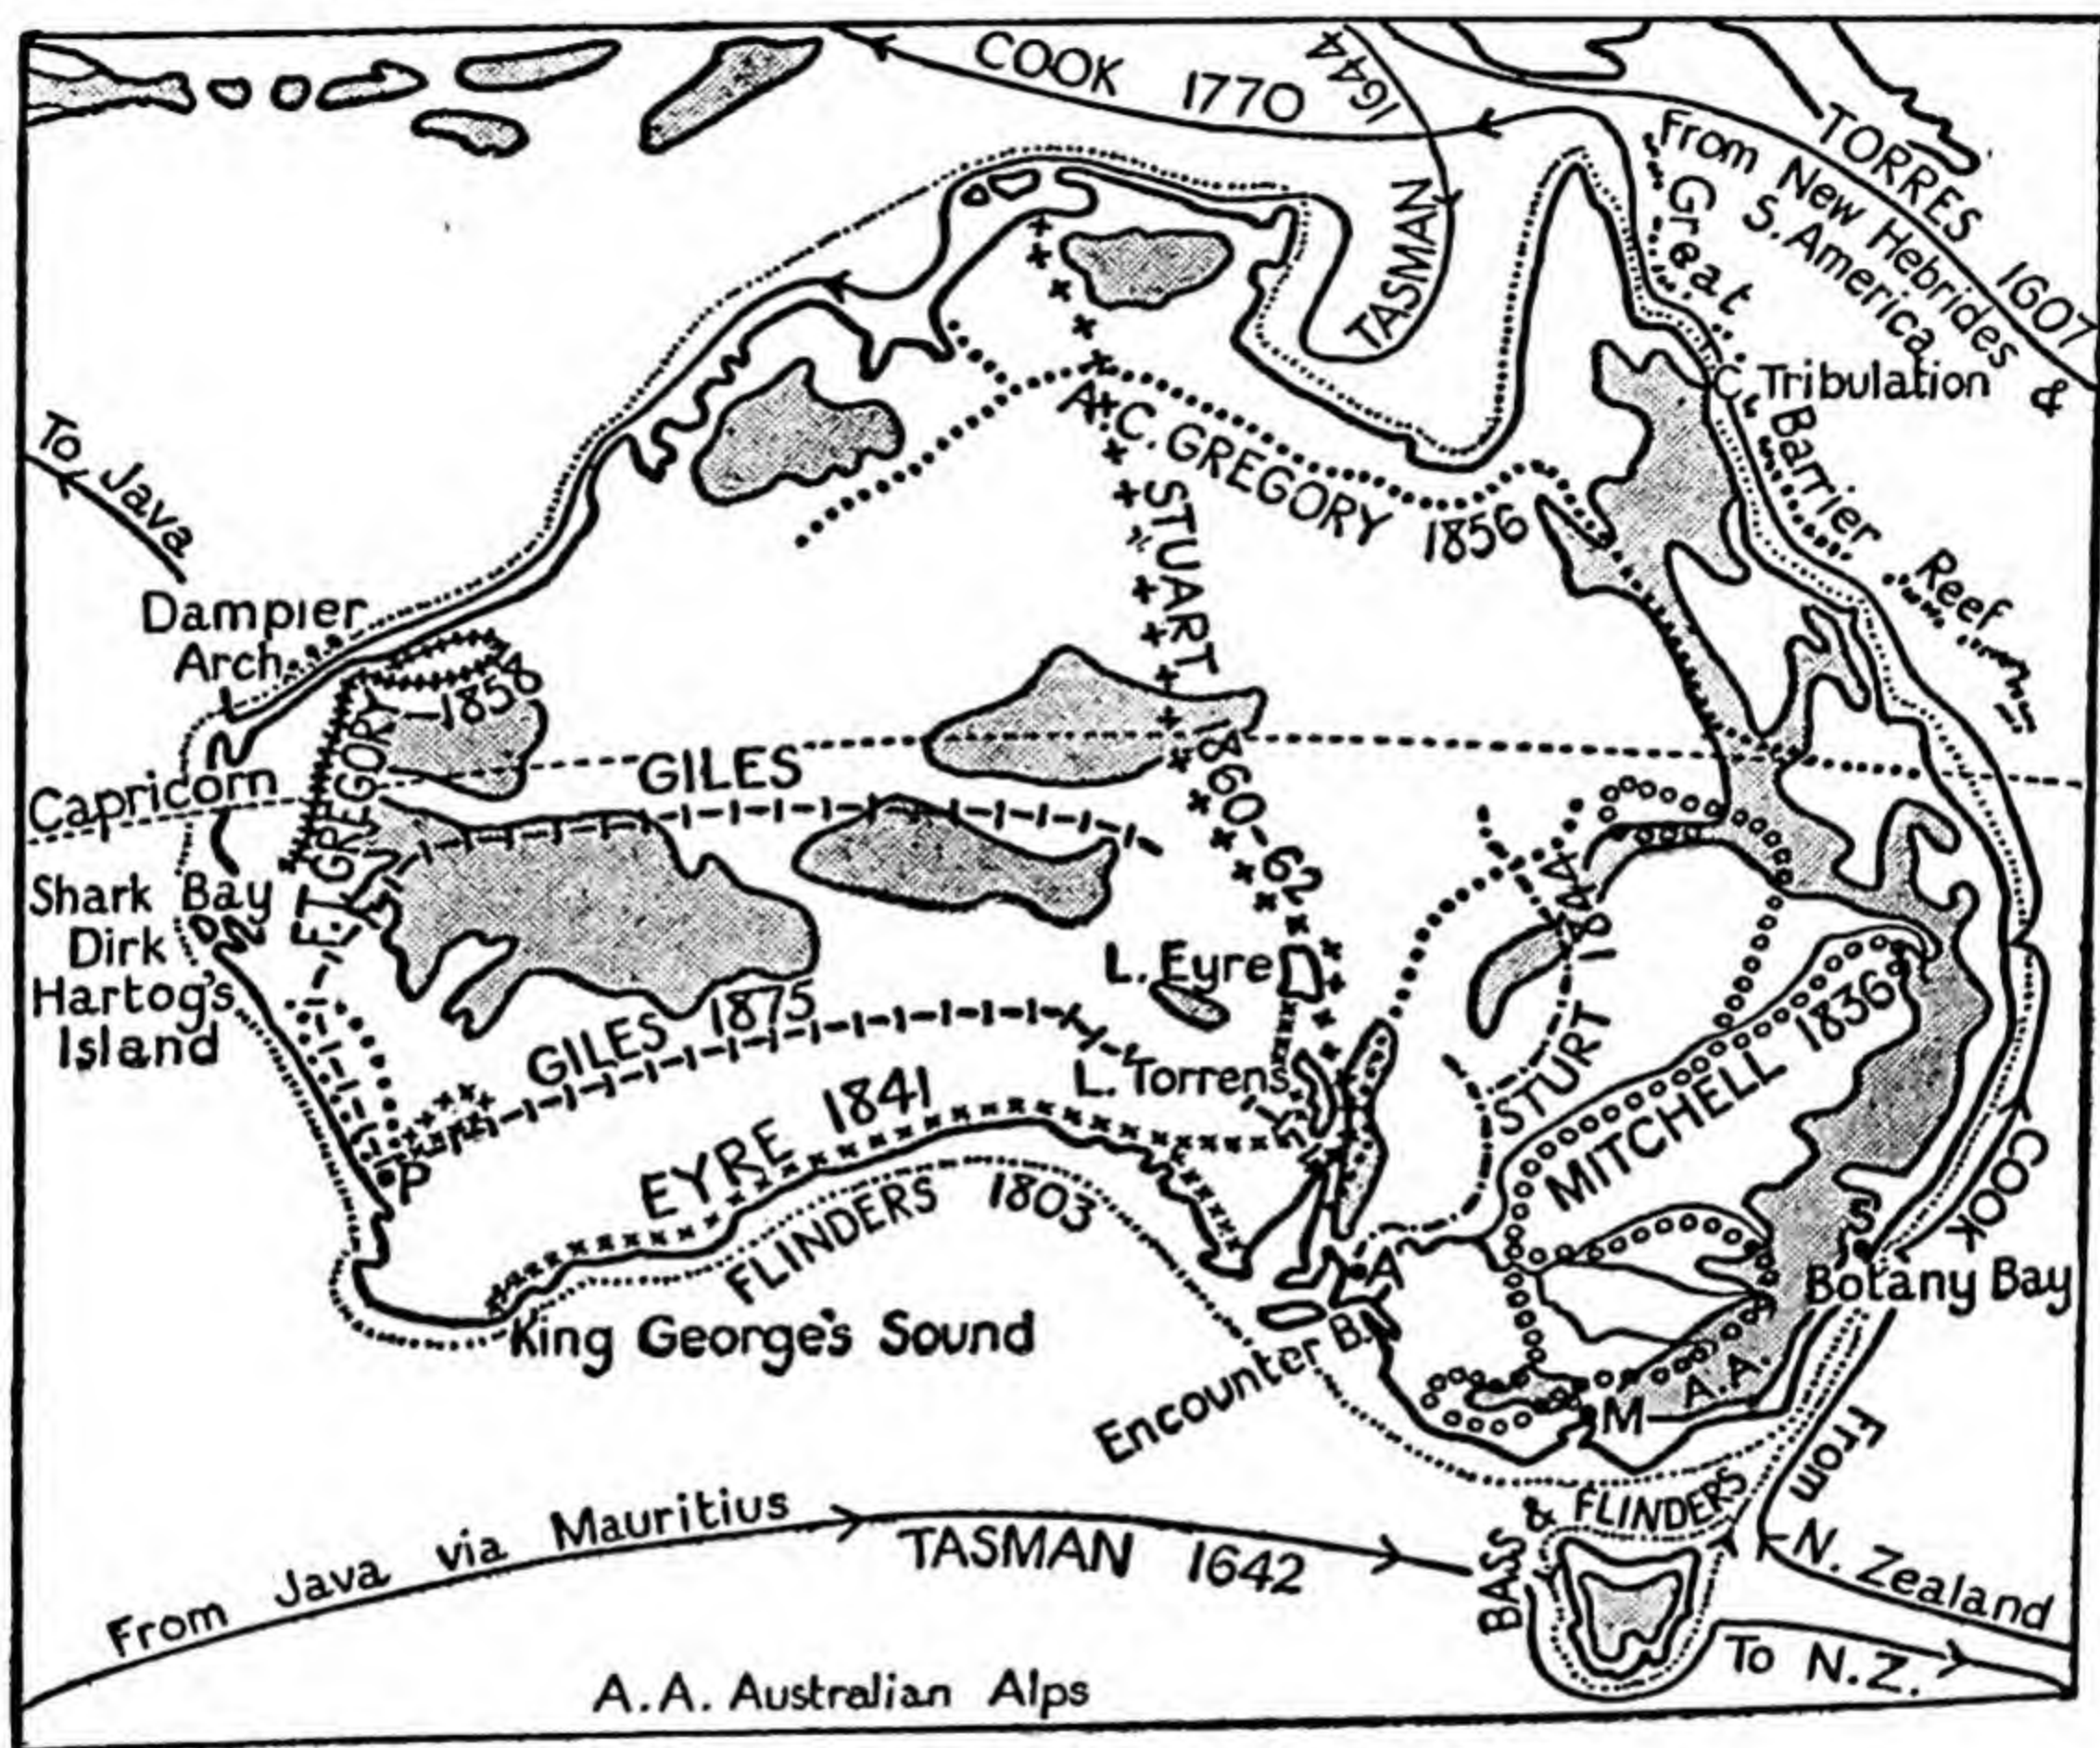 COOK 1770
1644
TASMAN
TORRES 1607
From New Hebrides &
S. America
Great
Barrier
Reef
C. Tribulation
To Java
A. C. GREGORY 1856
STUART
1860-62
Dampier
Arch.
1858
F.T. GREGORY
Capricorn
GILES
Shark Bay
Dirk
Hartog's
Island
1844
STURT
L. Eyre
GILES 1875
L. Torrens
MITCHELL 1836
EYRE 1841
P
FLINDERS 1803
COOK
S
A
Botany Bay
King George's Sound
Encounter B.
M
A.A.
From
N. Zealand
BASS & FLINDERS
From Java via Mauritius
TASMAN 1642
To N.Z.
A.A. Australian Alps